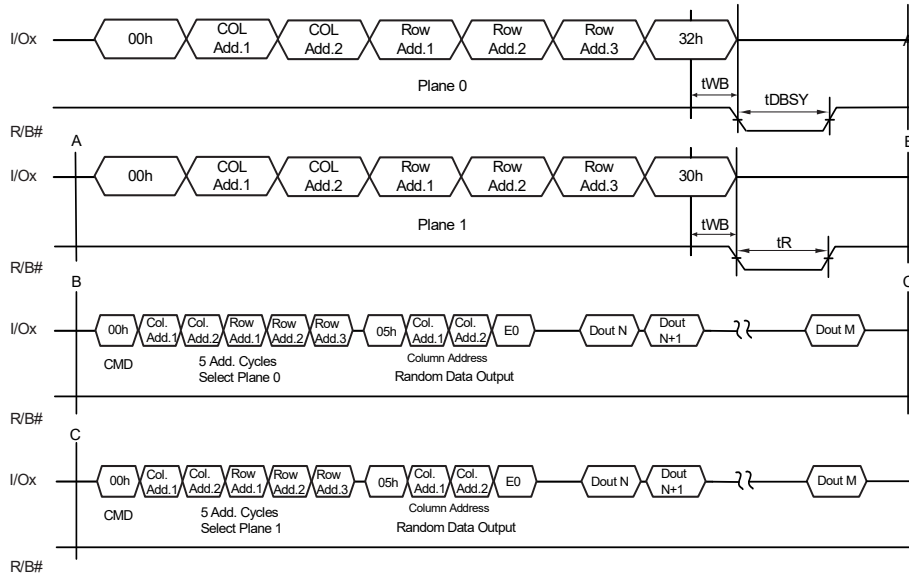 I/Ox 00h COL Add.1 COL Add.2 Row Add.1 Row Add.2 Row Add.3 32h A
Plane 0 tWB tDBSY
R/B#
A B
I/Ox 00h COL Add.1 COL Add.2 Row Add.1 Row Add.2 Row Add.3 30h
Plane 1 tWB tR
R/B#
B C
I/Ox 00h Col. Add.1 Col. Add.2 Row Add.1 Row Add.2 Row Add.3 05h Col. Add.1 Col. Add.2 E0 Dout N Dout N+1 Dout M
CMD 5 Add. Cycles Column Address
Select Plane 0 Random Data Output
R/B#
C
I/Ox 00h Col. Add.1 Col. Add.2 Row Add.1 Row Add.2 Row Add.3 05h Col. Add.1 Col. Add.2 E0 Dout N Dout N+1 Dout M
CMD 5 Add. Cycles Column Address
Select Plane 1 Random Data Output
R/B#